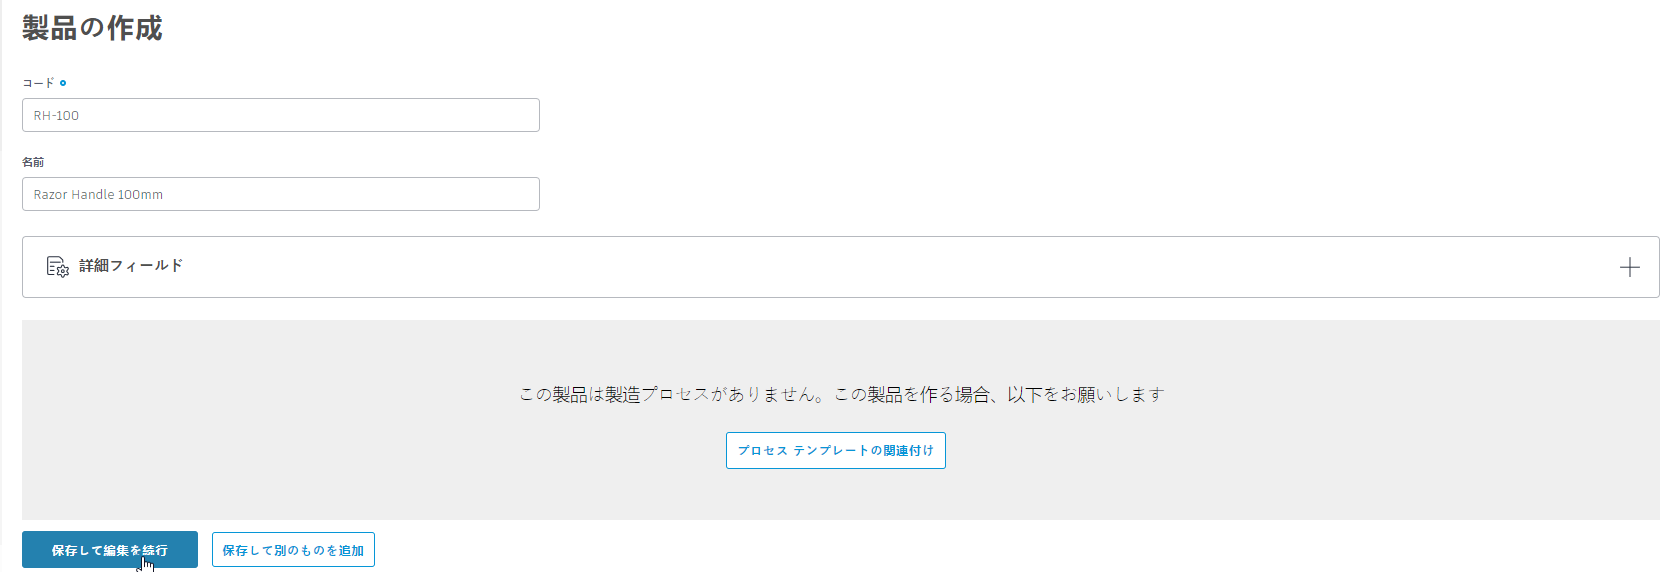 製品の作成
コード
RH-100
名前
Razor Handle 100mm
詳細フィールド
この製品は製造プロセスがありません。この製品を作る場合、以下をお願いします
プロセス テンプレートの関連付け
保存して編集を続行
保存して別のものを追加